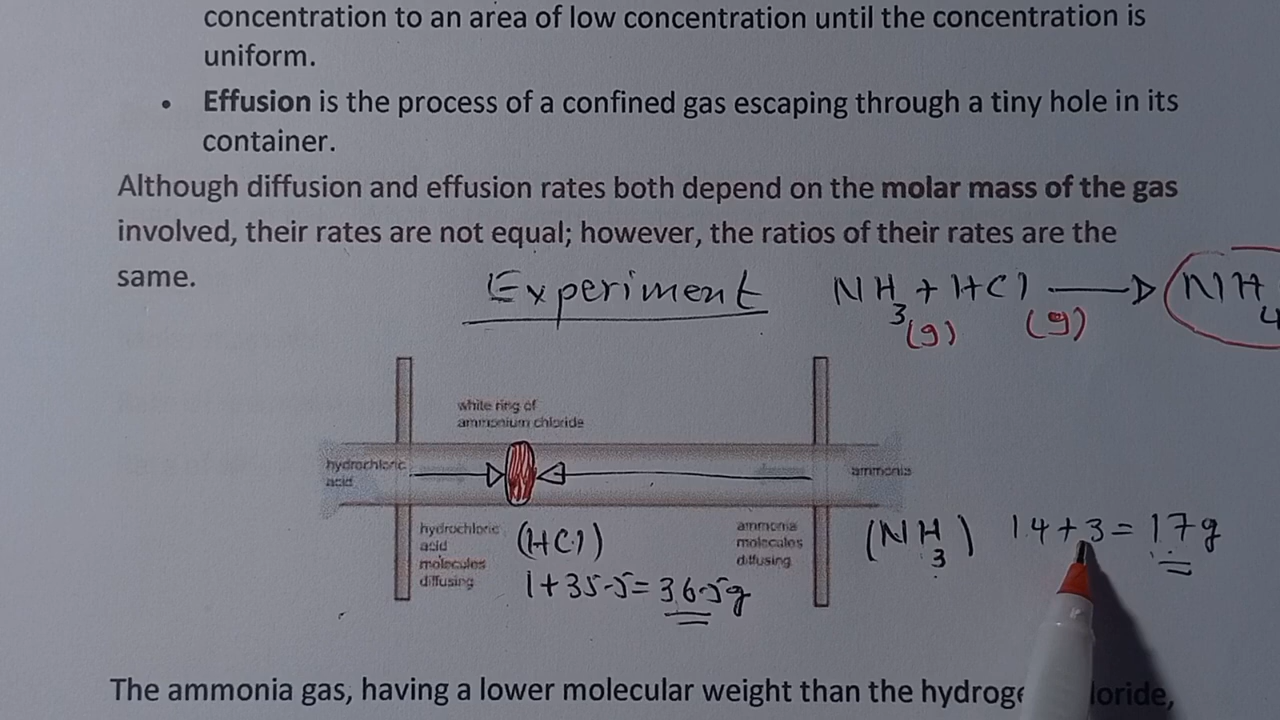 concentration to an area of low concentration until the concentration is
uniform.
• Effusion is the process of a confined gas escaping through a tiny hole in its
container.
Although diffusion and effusion rates both depend on the molar mass of the gas
involved, their rates are not equal; however, the ratios of their rates are the
same.
Experiment
NH3 + HCl → NH4
(g) (g)
white ring of
ammonium chloride
hydrochloric
acid
ammonia
hydrochloric
acid
molecules
diffusing
(HCl)
1+35.5=36.5g
ammonia
molecules
diffusing
(NH3) 14+3=17g
The ammonia gas, having a lower molecular weight than the